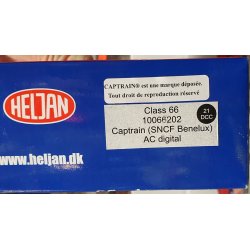 CAPTRAIN® est une marque déposée.
Tout droit de reproduction réservé
HELJAN
Class 66
10066202
Captrain (SNCF Benelux)
AC digital
21
DCC
www.heljan.dk